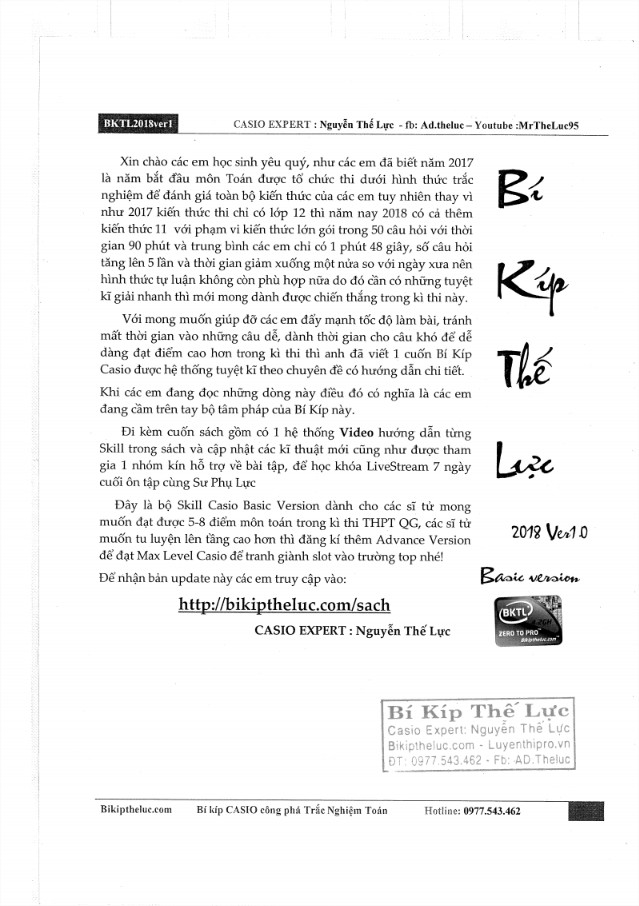 BKTL2018ver1
CASIO EXPERT : Nguyễn Thế Lực - fb: Ad.theluc – Youtube :MrTheLuc95
Xin chào các em học sinh yêu quý, như các em đã biết năm 2017
là năm bắt đầu môn Toán được tổ chức thi dưới hình thức trắc
nghiệm để đánh giá toàn bộ kiến thức của các em tuy nhiên thay vì
như 2017 kiến thức thi chỉ có lớp 12 thì năm nay 2018 có cả thêm
kiến thức 11 với phạm vi kiến thức lớn gói trong 50 câu hỏi với thời
gian 90 phút và trung bình các em chỉ có 1 phút 48 giây, số câu hỏi
tăng lên 5 lần và thời gian giảm xuống một nửa so với ngày xưa nên
hình thức tự luận không còn phù hợp nữa do đó cần có những tuyệt
kĩ giải nhanh thì mới mong dành được chiến thắng trong kì thi này.
Với mong muốn giúp đỡ các em đẩy mạnh tốc độ làm bài, tránh
mất thời gian vào những câu dễ, dành thời gian cho câu khó để dễ
dàng đạt điểm cao hơn trong kì thi thì anh đã viết 1 cuốn Bí Kíp
Casio được hệ thống tuyệt kĩ theo chuyên đề có hướng dẫn chi tiết.
Khi các em đang đọc những dòng này điều đó có nghĩa là các em
đang cầm trên tay bộ tâm pháp của Bí Kíp này.
Đi kèm cuốn sách gồm có 1 hệ thống Video hướng dẫn từng
Skill trong sách và cập nhật các kĩ thuật mới cũng như được tham
gia 1 nhóm kín hỗ trợ về bài tập, để học khóa LiveStream 7 ngày
cuối ôn tập cùng Sư Phụ Lực
Đây là bộ Skill Casio Basic Version dành cho các sĩ tử mong
muốn đạt được 5-8 điểm môn toán trong kì thi THPT QG, các sĩ tử
muốn tu luyện lên tầng cao hơn thì đăng kí thêm Advance Version
để đạt Max Level Casio để tranh giành slot vào trường top nhé!
Để nhận bản update này các em truy cập vào:
http://bikiptheluc.com/sach
CASIO EXPERT : Nguyễn Thế Lực
Bí
Kíp
Thế
Lực
2018 Ver1.0
Basic version
BKTL
ZERO TO PRO
Bikiptheluc.com
Bí Kíp Thế Lực
Casio Expert: Nguyễn Thế Lực
Bikiptheluc.com - Luyenthipro.vn
ĐT: 0977.543.462 - Fb: AD.Theluc
Bikiptheluc.com Bí kíp CASIO công phá Trắc Nghiệm Toán Hotline: 0977.543.462